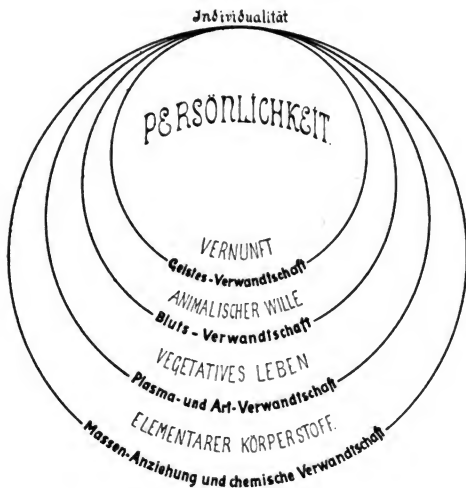 Individualität
PERSÖNLICHKEIT.
VERNUNFT
Geistes-Verwandtschaft
ANIMALISCHER WILLE
Bluts-Verwandtschaft
VEGETATIVES LEBEN
Plasma- und Art-Verwandtschaft
ELEMENTARER KÖRPERSTOFF.
Massen-Anziehung und chemische Verwandtschaft